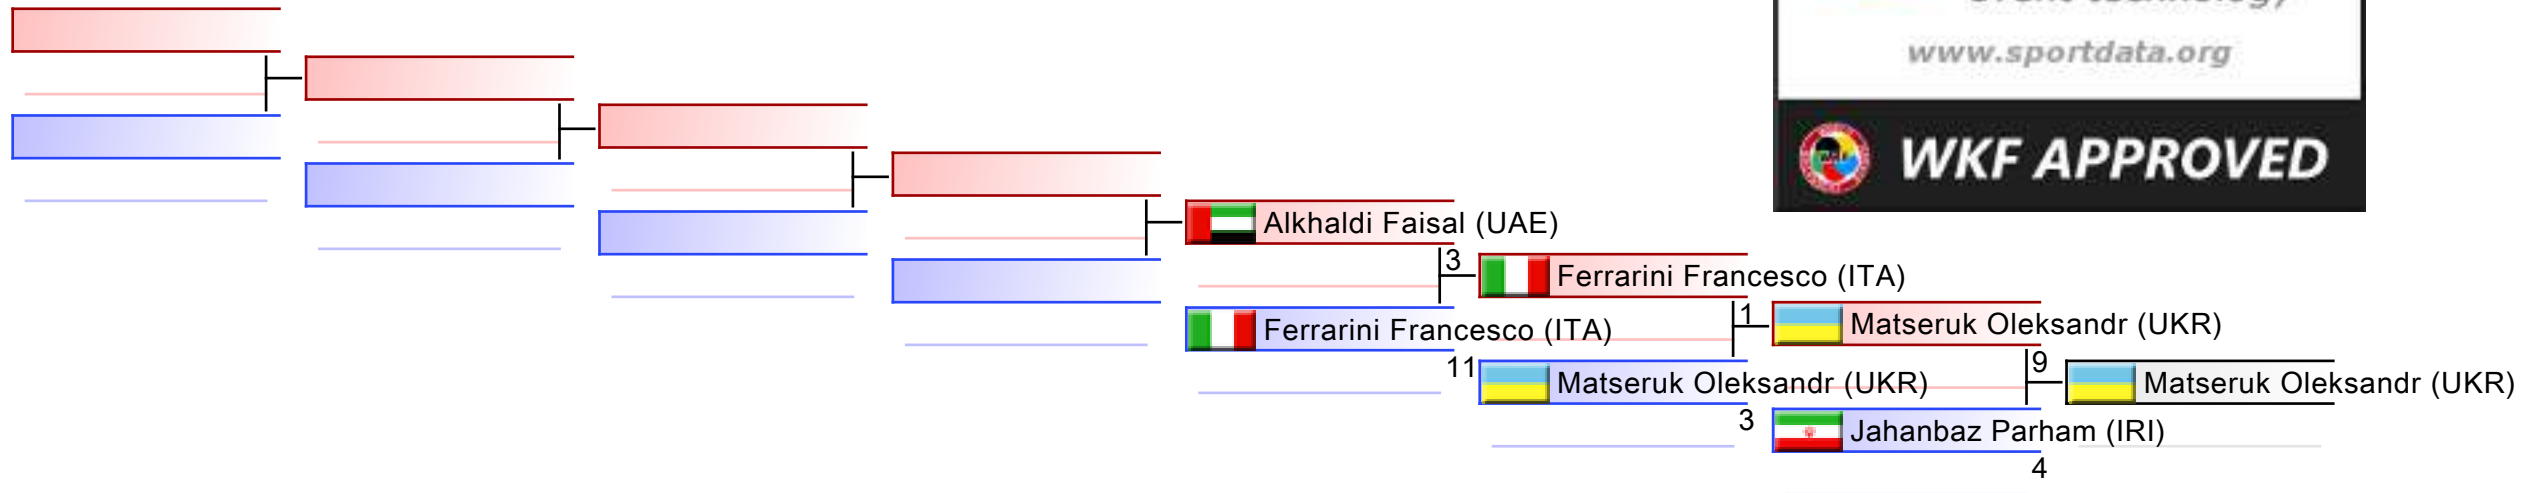 www.sportdata.org
WKF APPROVED
Alkhaldi Faisal (UAE)
3
Ferrarini Francesco (ITA)
Ferrarini Francesco (ITA)
11
1
Matseruk Oleksandr (UKR)
Matseruk Oleksandr (UKR)
3
9
Matseruk Oleksandr (UKR)
Jahanbaz Parham (IRI)
4